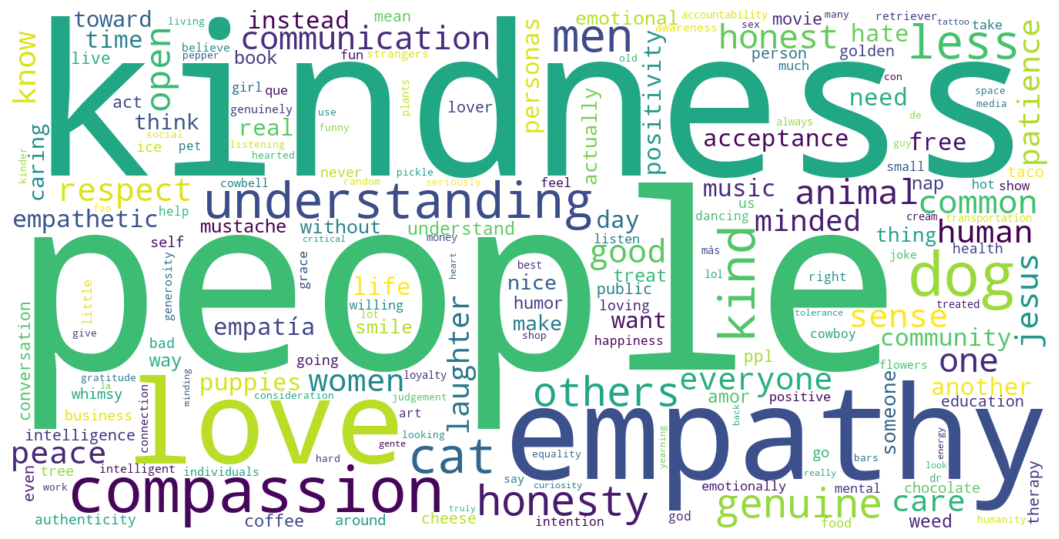 kindness
people
empathy
love
compassion
understanding
dog
less
communication
honesty
others
kind
men
honest
genuine
respect
animal
cat
peace
women
everyone
sense
open
instead
toward
time
know
live
act
think
book
girl
que
fun
strangers
mean
believe
living
pepper
caring
real
ice
pet
social
genuinely
listening
hearted
use
funny
lover
emotional
personas
actually
positivity
awareness
accountability
sex
movie
many
retriever
tattoo
take
hate
golden
person
much
need
con
space
media
acceptance
free
patience
always
de
guy
small
taco
kinder
fan
help
cowbell
never
random
pickle
seriously
feel
empathetic
mustache
without
understand
self
critical
money
grace
generosity
day
listen
good
treat
music
us
dancing
minded
nap
hot
show
common
cream
transportation
thing
human
health
joke
jesus
más
lol
right
public
loving
want
happiness
tolerance
cowboy
community
ppl
flowers
one
treated
little
give
life
lot
smile
willing
heart
best
nice
humor
make
shop
empatía
laughter
conversation
bad
way
going
gratitude
la
whimsy
minding
puppies
consideration
loyalty
judgement
business
connection
art
gente
looking
amor
positive
another
education
someone
intelligence
hard
back
yearning
equality
go
really
bars
energy
look
dr
even
tree
work
intelligent
individuals
say
curiosity
emotionally
mental
chocolate
care
therapy
authenticity
coffee
around
cheese
truly
intention
god
food
weed
humanity